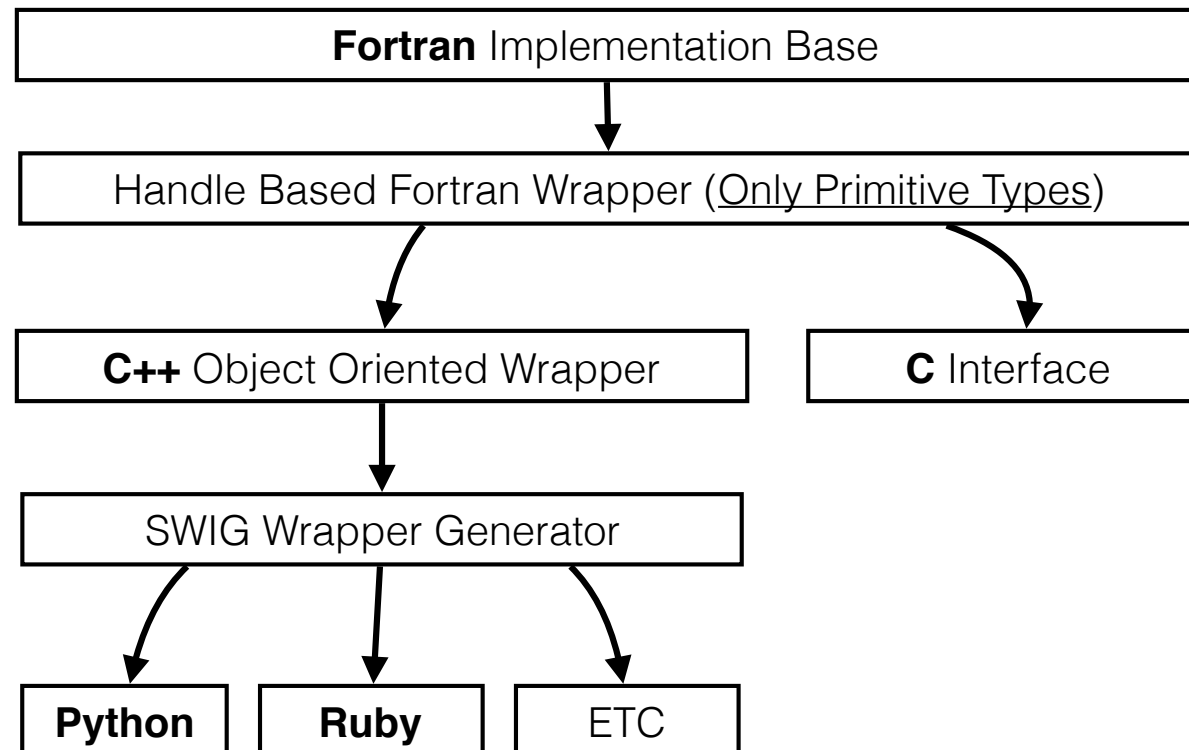 Fortran Implementation Base
Handle Based Fortran Wrapper (Only Primitive Types)
C++ Object Oriented Wrapper
C Interface
SWIG Wrapper Generator
Python
Ruby
ETC